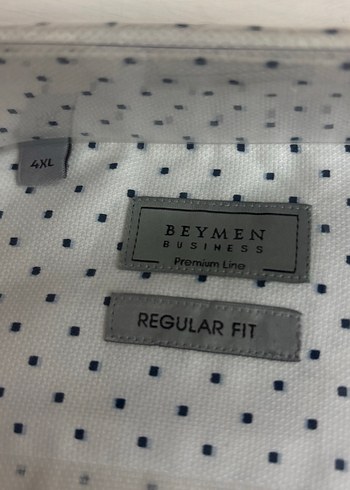 4XL
BEYMEN
BUSINESS
Premium Line
REGULAR FIT